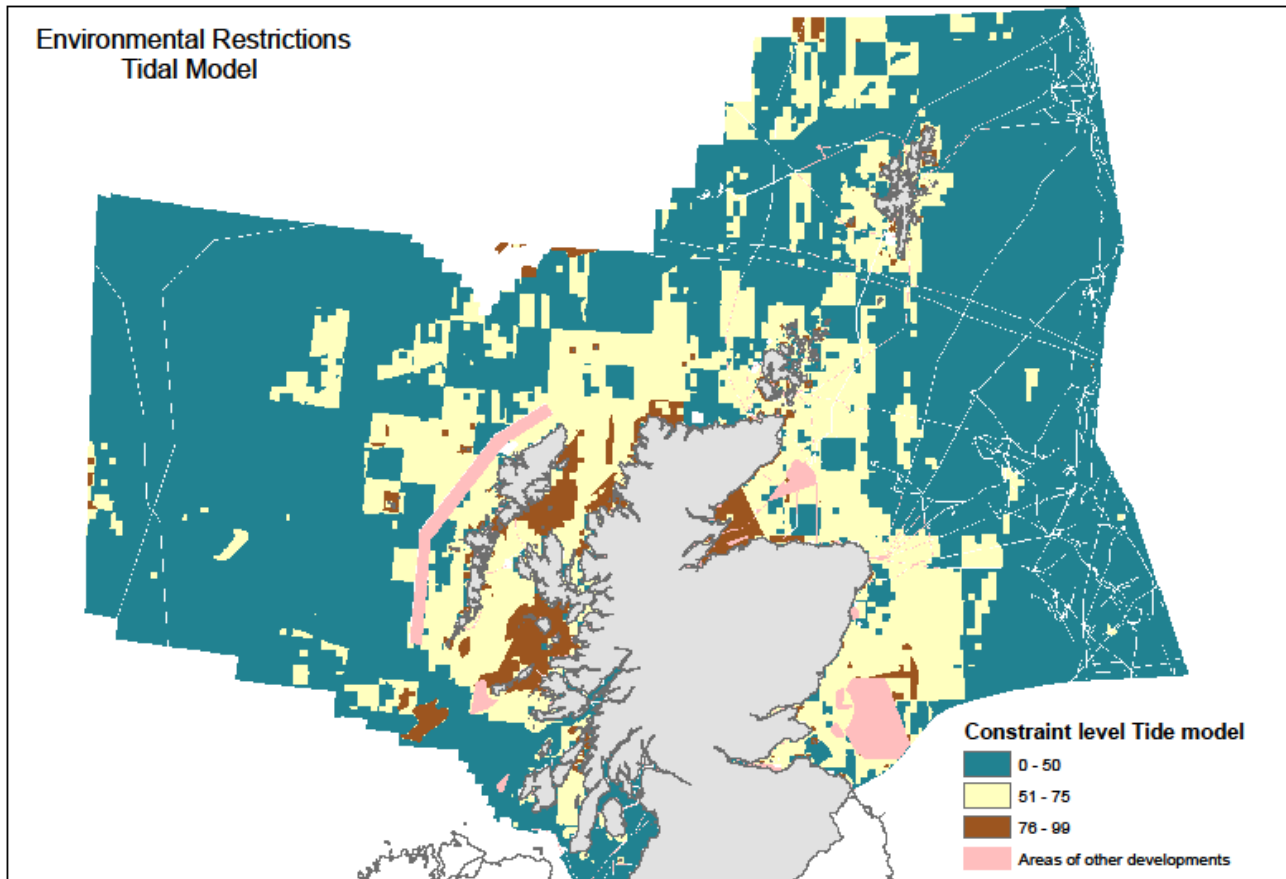 Environmental Restrictions
Tidal Model
Constraint level Tide model
0 - 50
51 - 75
76 - 99
Areas of other developments